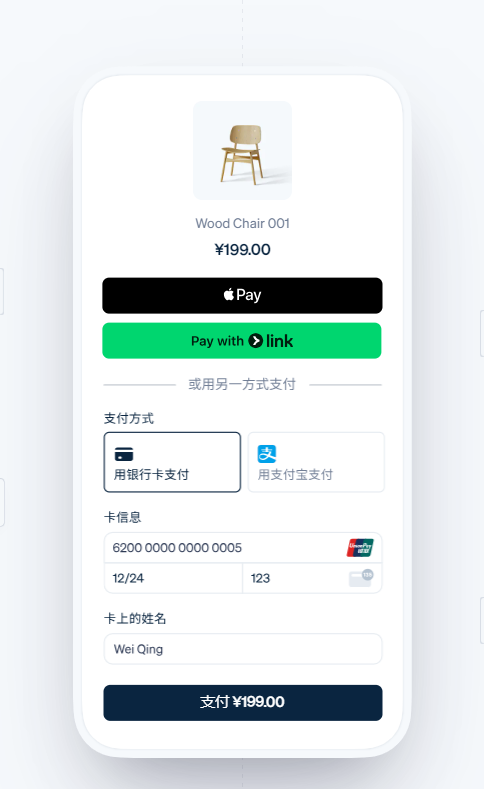 Wood Chair 001
¥199.00
Pay
Pay with link
或用另一方式支付
支付方式
支
用银行卡支付 用支付宝支付
卡信息
6200 0000 0000 0005 UnionPay 银联
12/24 123
卡上的姓名
Wei Qing
支付 ¥199.00